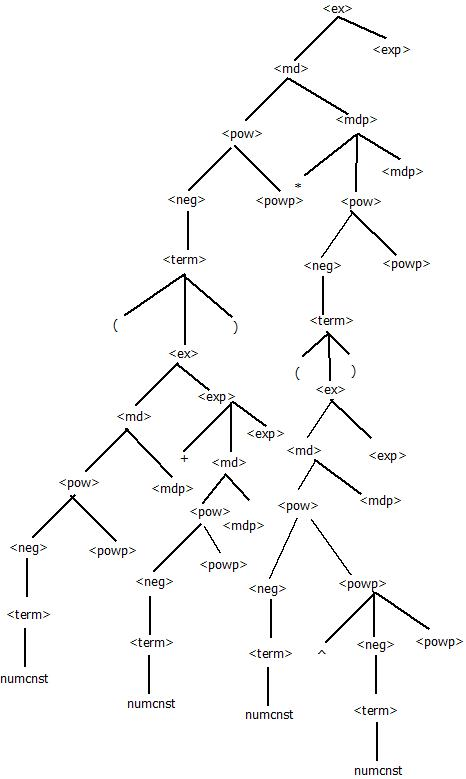 <ex>
<exp>
<md>
<mdp>
<pow>
<mdp>
*
<neg> <powp> <pow>
<term> <neg> <powp>
( ) <term>
<ex> ( )
<ex>
<md> <exp>
+ <md> <exp> <md> <exp>
<pow> <mdp> <mdp>
<pow> <mdp> <pow>
<neg> <powp> <powp>
<neg> <neg> <powp>
<term> <term> <term> ^ <neg> <powp>
numcnst numcnst numcnst <term>
numcnst